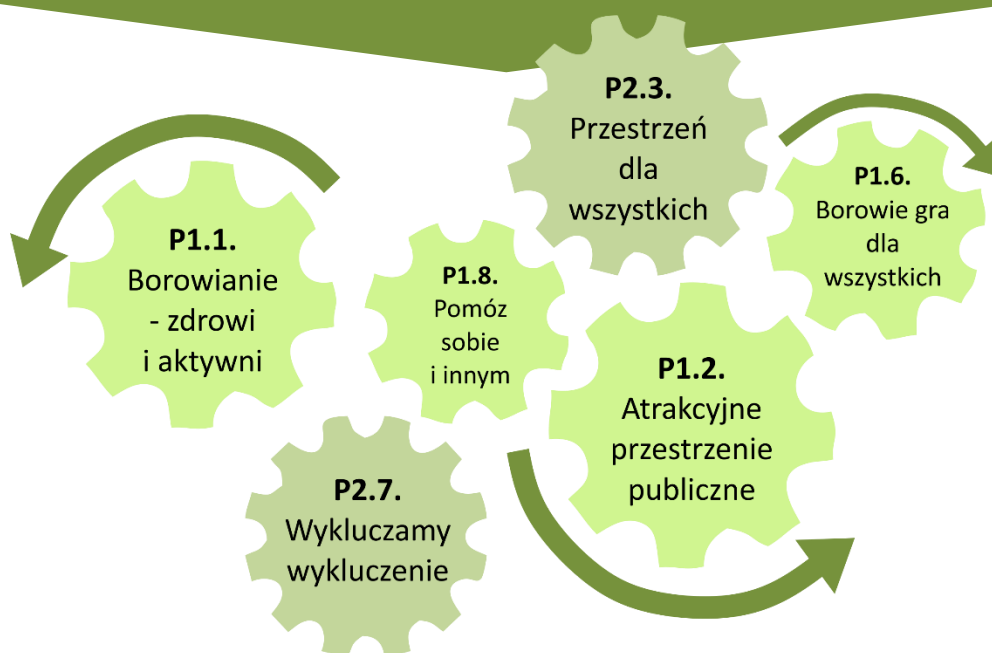 P2.3.
Przestrzeń
dla
wszystkich
P1.6.
Borowie gra
dla
wszystkich
P1.1.
Borowianie
- zdrowi
i aktywni
P1.8.
Pomóz
sobie
i innym
P1.2.
Atrakcyjne
przestrzenie
publiczne
P2.7.
Wykluczamy
wykluczenie